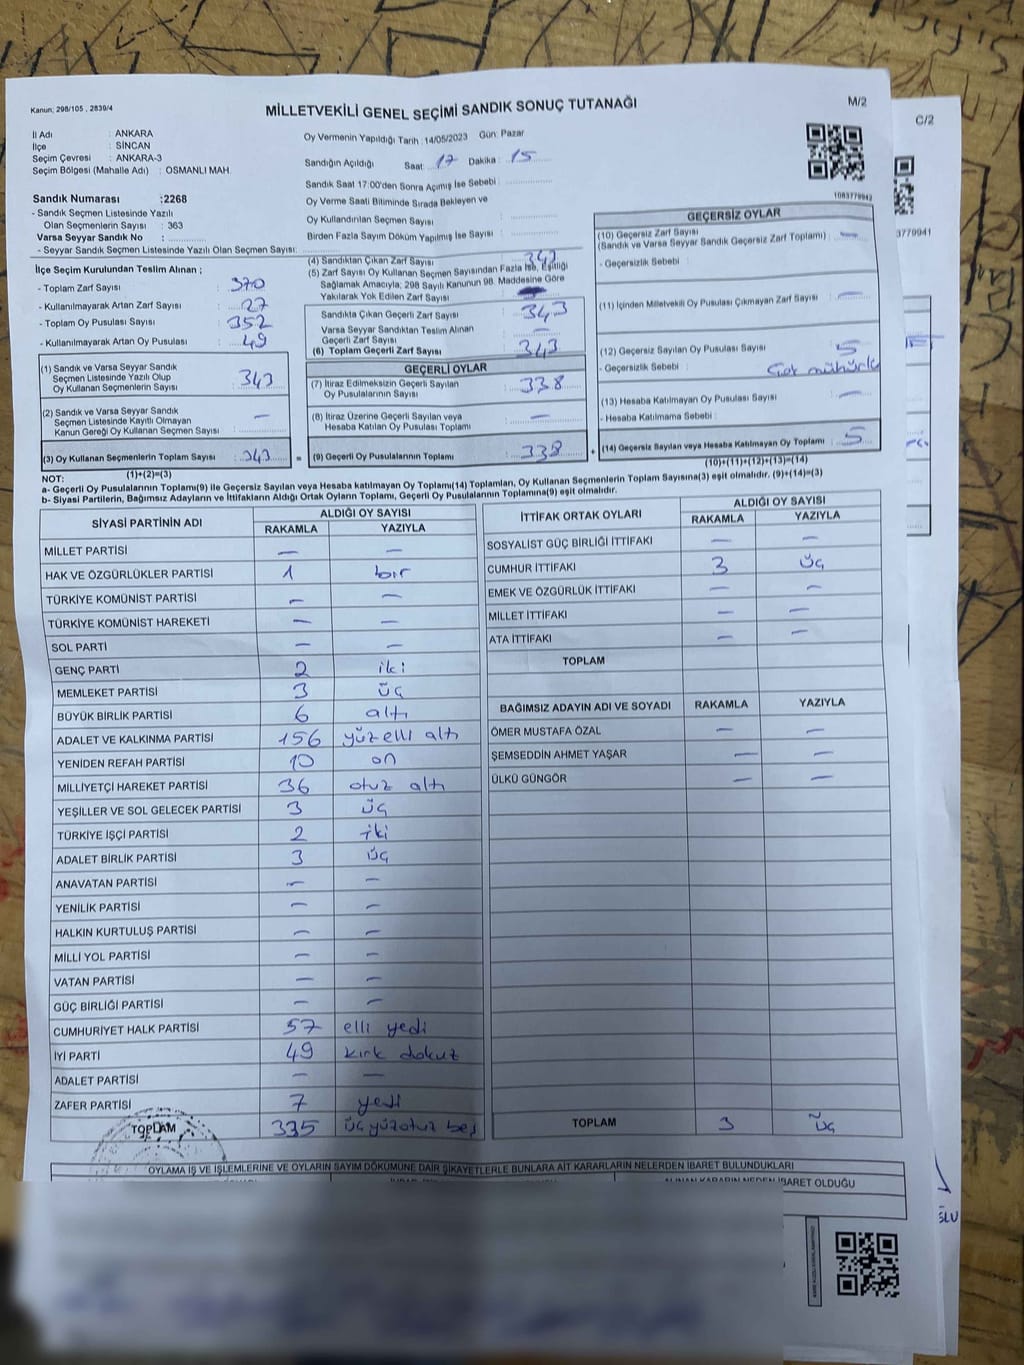 Kanun: 298/105 , 2839/4
MİLLETVEKİLİ GENEL SEÇİMİ SANDIK SONUÇ TUTANAĞI
M/2
C/2
İl Adı : ANKARA
İlçe : SİNCAN
Seçim Çevresi : ANKARA-3
Seçim Bölgesi (Mahalle Adı) : OSMANLI MAH.
Oy Vermenin Yapıldığı Tarih :14/05/2023 Gün: Pazar
Sandığın Açıldığı Saat: 17 Dakika : 15
Sandık Saat 17:00'den Sonra Açımış İse Sebebi :
Oy Verme Saati Bitiminde Sırada Bekleyen ve
Oy Kullandırılan Seçmen Sayısı :
Birden Fazla Sayım Döküm Yapılmış İse Sayısı :
1083779942
3779941
Sandık Numarası :2268
- Sandık Seçmen Listesinde Yazılı
Olan Seçmenlerin Sayısı : 363
Varsa Seyyar Sandık No :
- Seyyar Sandık Seçmen Listesinde Yazılı Olan Seçmen Sayısı:
İlçe Seçim Kurulundan Teslim Alınan ;
- Toplam Zarf Sayısı : 370
- Kullanılmayarak Artan Zarf Sayısı : 27
- Toplam Oy Pusulası Sayısı : 352
- Kullanılmayarak Artan Oy Pusulası : 49
(1) Sandık ve Varsa Seyyar Sandık
Seçmen Listesinde Yazılı Olup
Oy Kullanan Seçmenlerin Sayısı : 343
(2) Sandık ve Varsa Seyyar Sandık
Seçmen Listesinde Kayıtlı Olmayan
Kanun Gereği Oy Kullanan Seçmen Sayısı : —
(3) Oy Kullanan Seçmenlerin Toplam Sayısı : 343
(1)+(2)=(3)
(4) Sandıktan Çıkan Zarf Sayısı : 343
(5) Zarf Sayısı Oy Kullanan Seçmen Sayısından Fazla İse, Eşitliği
Sağlamak Amacıyla; 298 Sayılı Kanunun 98. Maddesine Göre
Yakılarak Yok Edilen Zarf Sayısı :
Sandıkta Çıkan Geçerli Zarf Sayısı : 343
Varsa Seyyar Sandıktan Teslim Alınan
Geçerli Zarf Sayısı : —
(6) Toplam Geçerli Zarf Sayısı : 343
GEÇERLİ OYLAR
(7) İtiraz Edilmeksizin Geçerli Sayılan
Oy Pusulalarının Sayısı : 338
(8) İtiraz Üzerine Geçerli Sayılan veya
Hesaba Katılan Oy Pusulası Toplamı : —
= (9) Geçerli Oy Pusulalarının Toplamı : 338
GEÇERSİZ OYLAR
(10) Geçersiz Zarf Sayısı
(Sandık ve Varsa Seyyar Sandık Geçersiz Zarf Toplamı) : —
- Geçersizlik Sebebi :
(11) İçinden Milletvekili Oy Pusulası Çıkmayan Zarf Sayısı : —
(12) Geçersiz Sayılan Oy Pusulası Sayısı : 5
- Geçersizlik Sebebi : Çok mühürlü
(13) Hesaba Katılmayan Oy Pusulası Sayısı : —
- Hesaba Katılmama Sebebi :
+ (14) Geçersiz Sayılan veya Hesaba Katılmayan Oy Toplamı : 5
(10)+(11)+(12)+(13)=(14)
NOT:
a- Geçerli Oy Pusulalarının Toplamı(9) ile Geçersiz Sayılan veya Hesaba katılmayan Oy Toplamı(14) Toplamları, Oy Kullanan Seçmenlerin Toplam Sayısına(3) eşit olmalıdır. (9)+(14)=(3)
b- Siyasi Partilerin, Bağımsız Adayların ve İttifakların Aldığı Ortak Oyların Toplamı, Geçerli Oy Pusulalarının Toplamına(9) eşit olmalıdır.
SİYASİ PARTİNİN ADI ALDIĞI OY SAYISI
RAKAMLA YAZIYLA
MİLLET PARTİSİ — —
HAK VE ÖZGÜRLÜKLER PARTİSİ 1 bir
TÜRKİYE KOMÜNİST PARTİSİ — —
TÜRKİYE KOMÜNİST HAREKETİ — —
SOL PARTİ — —
GENÇ PARTİ 2 iki
MEMLEKET PARTİSİ 3 üç
BÜYÜK BİRLİK PARTİSİ 6 altı
ADALET VE KALKINMA PARTİSİ 156 yüz elli altı
YENİDEN REFAH PARTİSİ 10 on
MİLLİYETÇİ HAREKET PARTİSİ 36 otuz altı
YEŞİLLER VE SOL GELECEK PARTİSİ 3 üç
TÜRKİYE İŞÇİ PARTİSİ 2 iki
ADALET BİRLİK PARTİSİ 3 üç
ANAVATAN PARTİSİ — —
YENİLİK PARTİSİ — —
HALKIN KURTULUŞ PARTİSİ — —
MİLLİ YOL PARTİSİ — —
VATAN PARTİSİ — —
GÜÇ BİRLİĞİ PARTİSİ — —
CUMHURİYET HALK PARTİSİ 57 elli yedi
İYİ PARTİ 49 kırk dokuz
ADALET PARTİSİ — —
ZAFER PARTİSİ 7 yedi
TOPLAM 335 üçyüzotuz beş
İTTİFAK ORTAK OYLARI ALDIĞI OY SAYISI
RAKAMLA YAZIYLA
SOSYALİST GÜÇ BİRLİĞİ İTTİFAKI — —
CUMHUR İTTİFAKI 3 üç
EMEK VE ÖZGÜRLÜK İTTİFAKI — —
MİLLET İTTİFAKI — —
ATA İTTİFAKI — —
TOPLAM
BAĞIMSIZ ADAYIN ADI VE SOYADI RAKAMLA YAZIYLA
ÖMER MUSTAFA ÖZAL — —
ŞEMSEDDİN AHMET YAŞAR — —
ÜLKÜ GÜNGÖR — —
TOPLAM 3 üç
OYLAMA İŞ VE İŞLEMLERİNE VE OYLARIN SAYIM DÖKÜMÜNE DAİR ŞİKAYETLERLE BUNLARA AİT KARARLARIN NELERDEN İBARET BULUNDUKLARI
ALINAN KARARIN NEDEN İBARET OLDUĞU